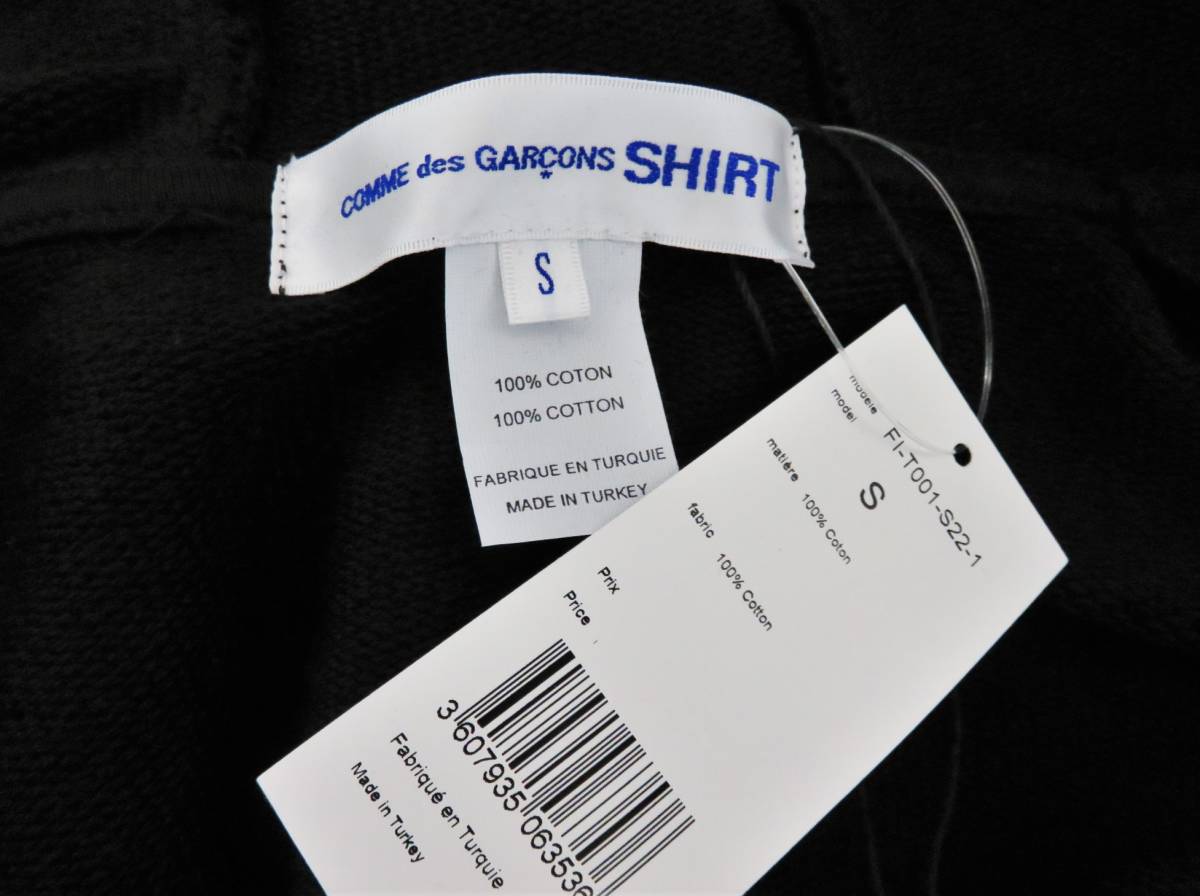 COMME des GARÇONS SHIRT
S
100% COTON
100% COTTON
FABRIQUE EN TURQUIE
MADE IN TURKEY
modèle
model
FI-T001-S22-1
S
matière 100% Coton
fabric 100% Cotton
Prix
Price
3 607935 063536
Fabriqué en Turquie
Made in Turkey